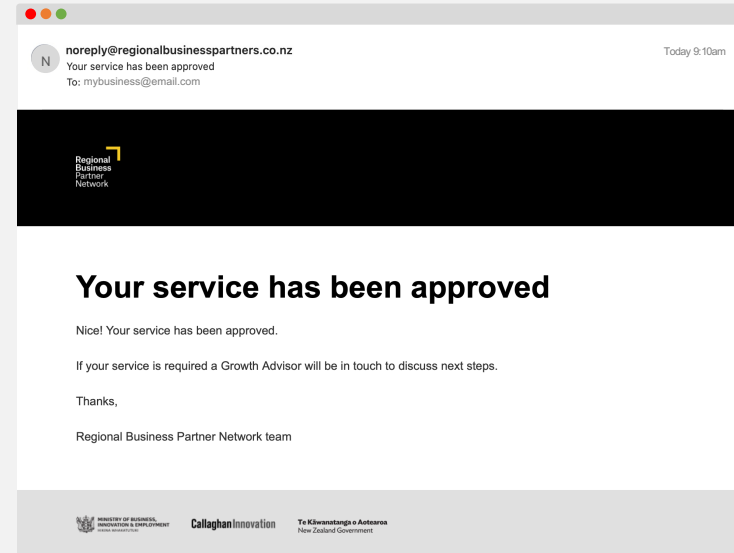 N
noreply@regionalbusinesspartners.co.nz
Today 9:10am
Your service has been approved
To: mybusiness@email.com
Regional
Business
Partner
Network
Your service has been approved
Nice! Your service has been approved.
If your service is required a Growth Advisor will be in touch to discuss next steps.
Thanks,
Regional Business Partner Network team
MINISTRY OF BUSINESS,
INNOVATION & EMPLOYMENT
HĪKINA WHAKATUTUKI
CallaghanInnovation
Te Kāwanatanga o Aotearoa
New Zealand Government